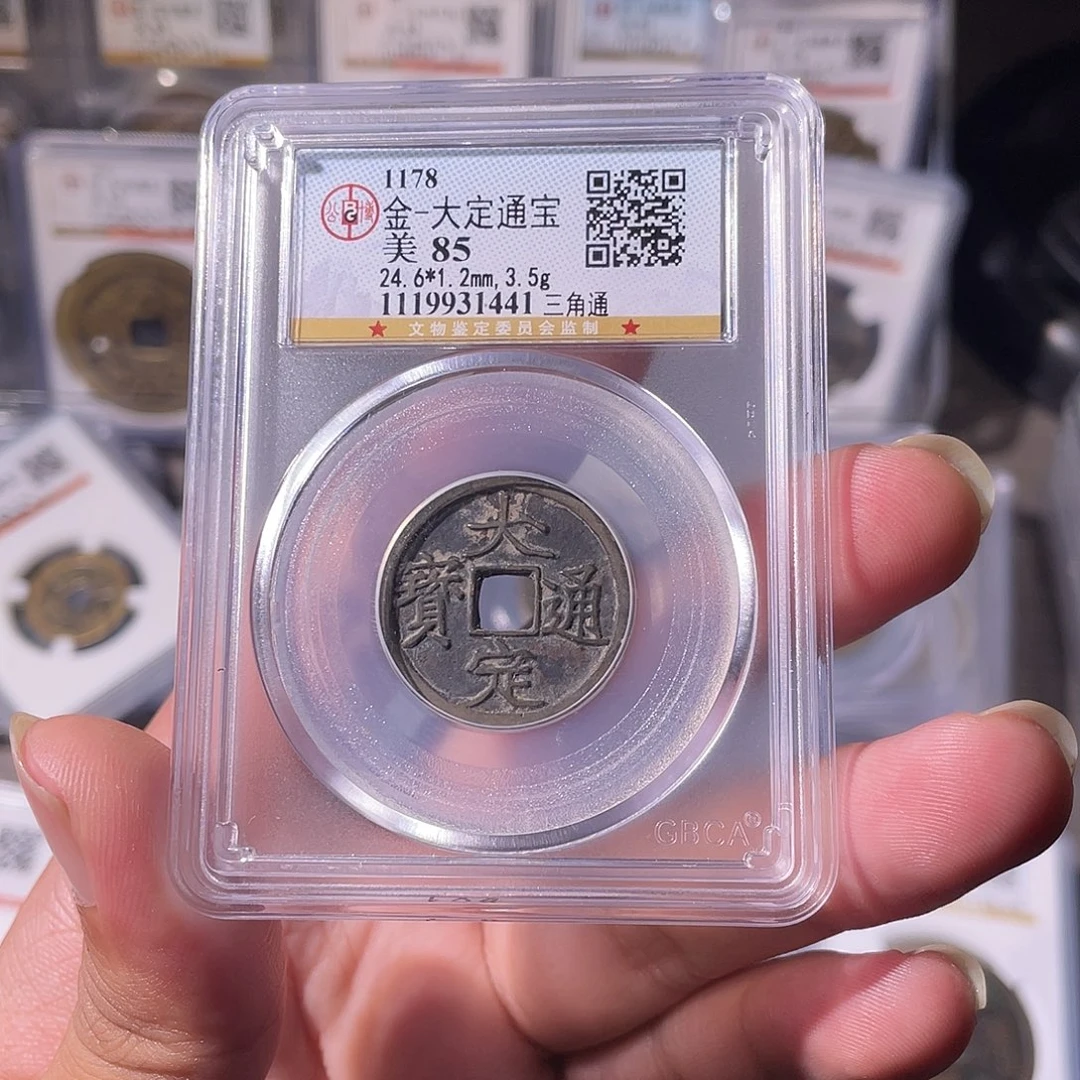 1178
金-大定通宝
美 85
24.6*1.2mm,3.5g
1119931441 三角通
★ 文物鉴定委员会监制 ★
大
寳 通
定
GBCA